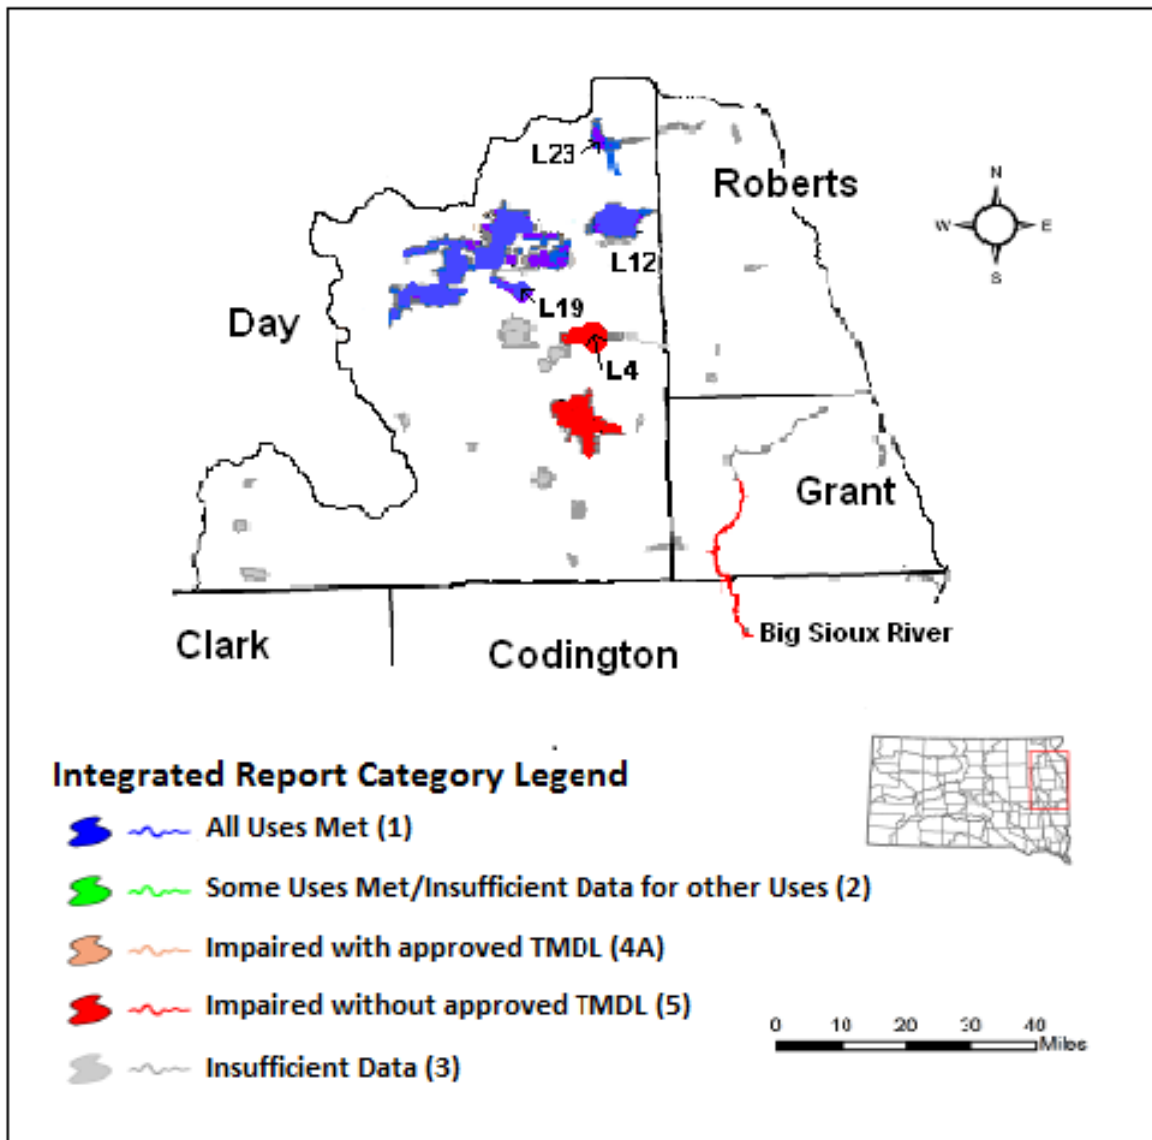 L23
Roberts
N
W
E
S
L12
L19
Day
L4
Grant
Big Sioux River
Clark
Codington
Integrated Report Category Legend
All Uses Met (1)
Some Uses Met/Insufficient Data for other Uses (2)
Impaired with approved TMDL (4A)
Impaired without approved TMDL (5)
0 10 20 30 40
Miles
Insufficient Data (3)